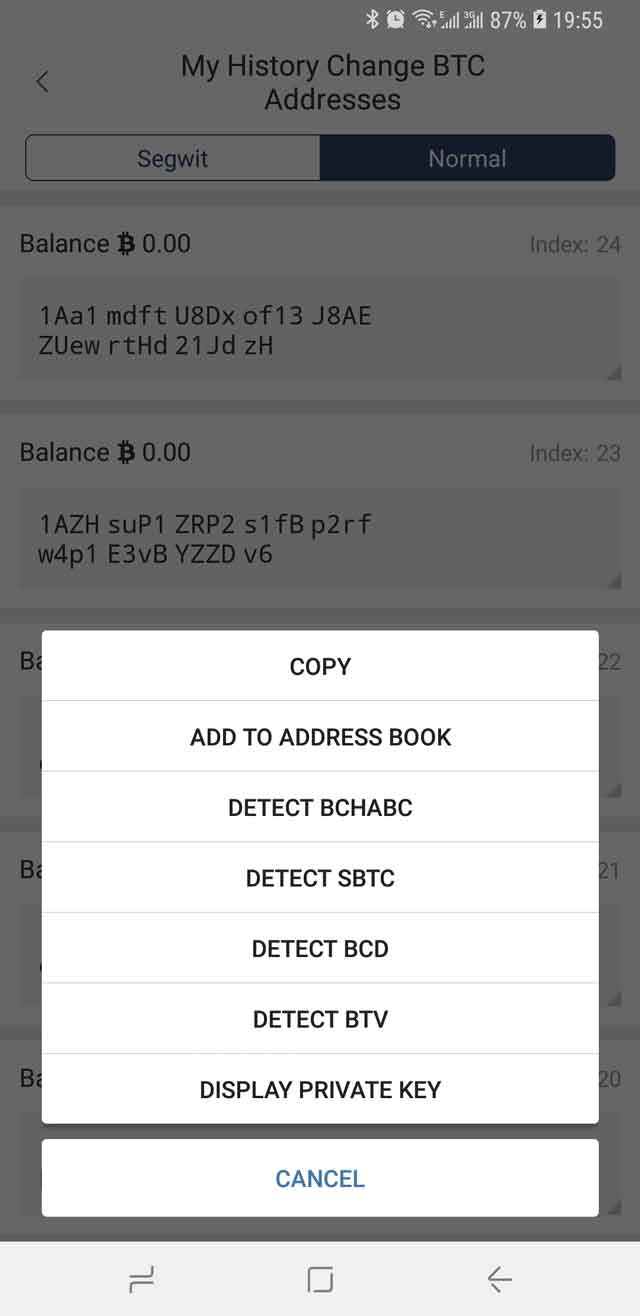 E 3G 87% 19:55
My History Change BTC
Addresses
Segwit Normal
Balance ₿ 0.00 Index: 24
1Aa1 mdft U8Dx of13 J8AE
ZUew rtHd 21Jd zH
Balance ₿ 0.00 Index: 23
1AZH suP1 ZRP2 s1fB p2rf
w4p1 E3vB YZZD v6
22
COPY
ADD TO ADDRESS BOOK
DETECT BCHABC
DETECT SBTC
21
DETECT BCD
DETECT BTV
20
DISPLAY PRIVATE KEY
CANCEL